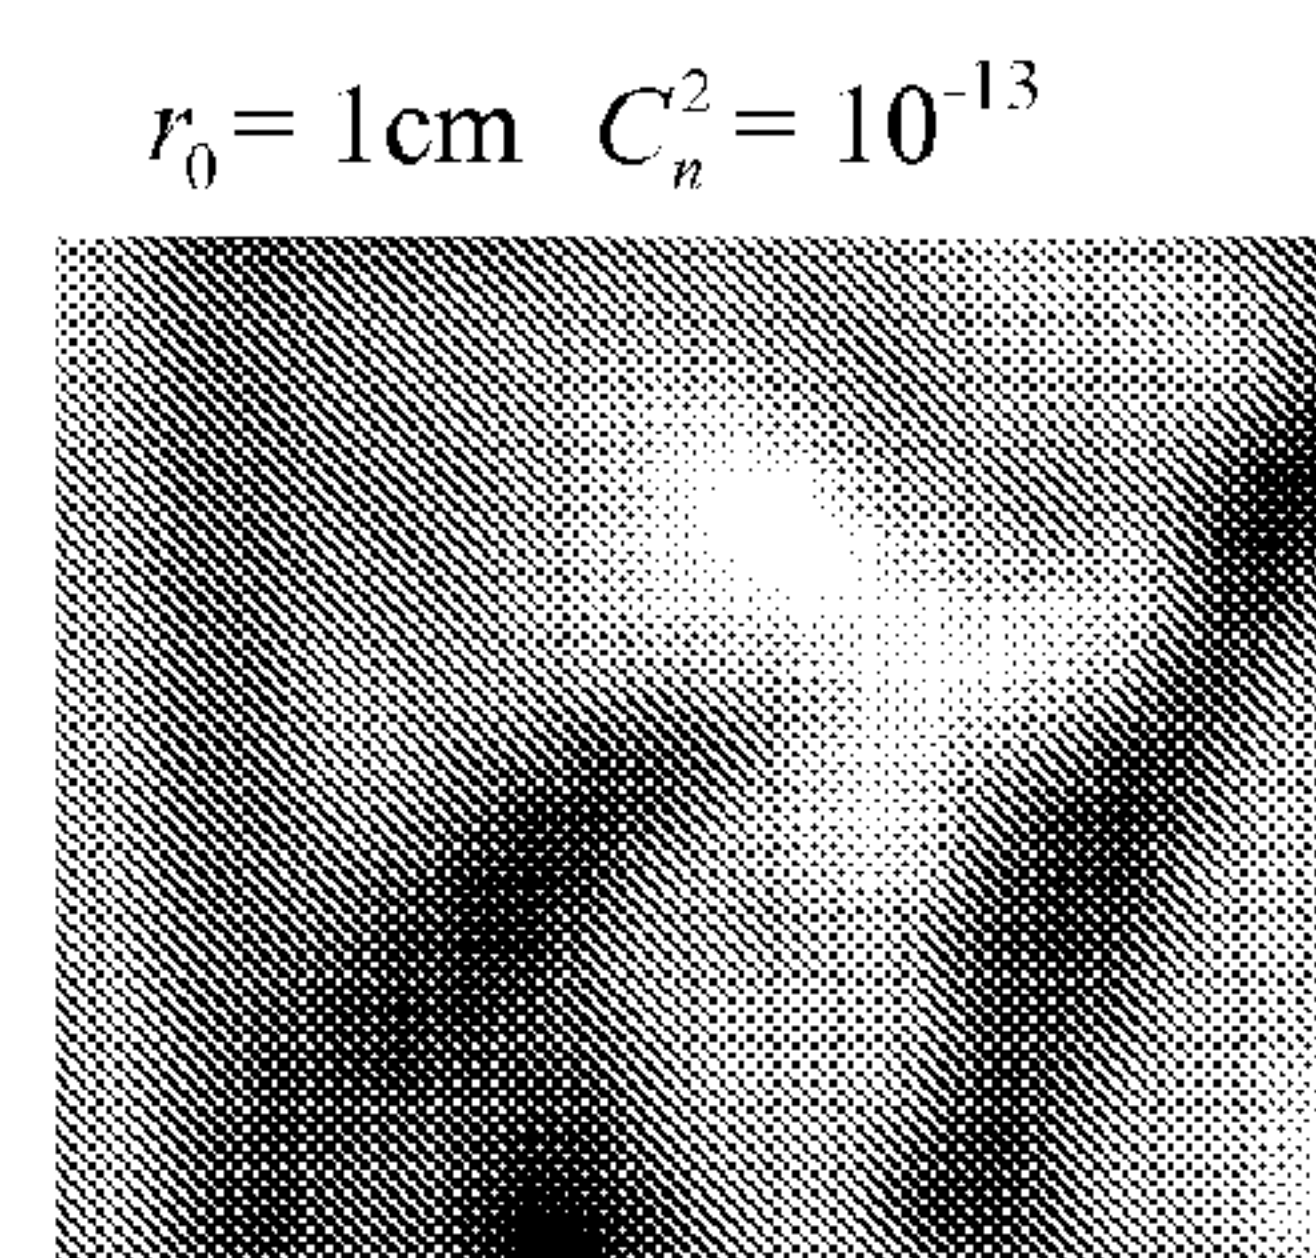 r₀ = 1cm C²ₙ = 10⁻¹³